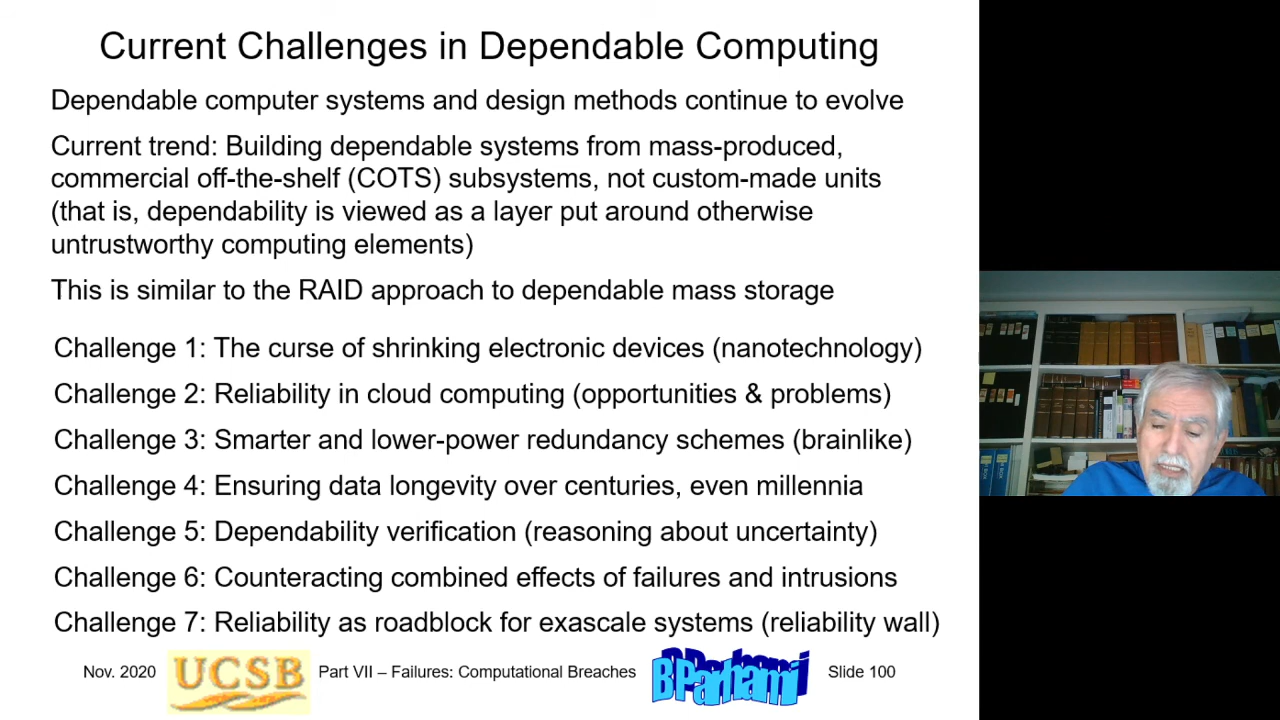 Current Challenges in Dependable Computing
Dependable computer systems and design methods continue to evolve
Current trend: Building dependable systems from mass-produced,
commercial off-the-shelf (COTS) subsystems, not custom-made units
(that is, dependability is viewed as a layer put around otherwise
untrustworthy computing elements)
This is similar to the RAID approach to dependable mass storage
Challenge 1: The curse of shrinking electronic devices (nanotechnology)
Challenge 2: Reliability in cloud computing (opportunities & problems)
Challenge 3: Smarter and lower-power redundancy schemes (brainlike)
Challenge 4: Ensuring data longevity over centuries, even millennia
Challenge 5: Dependability verification (reasoning about uncertainty)
Challenge 6: Counteracting combined effects of failures and intrusions
Challenge 7: Reliability as roadblock for exascale systems (reliability wall)
Nov. 2020 UCSB Part VII – Failures: Computational Breaches B Parhami Slide 100